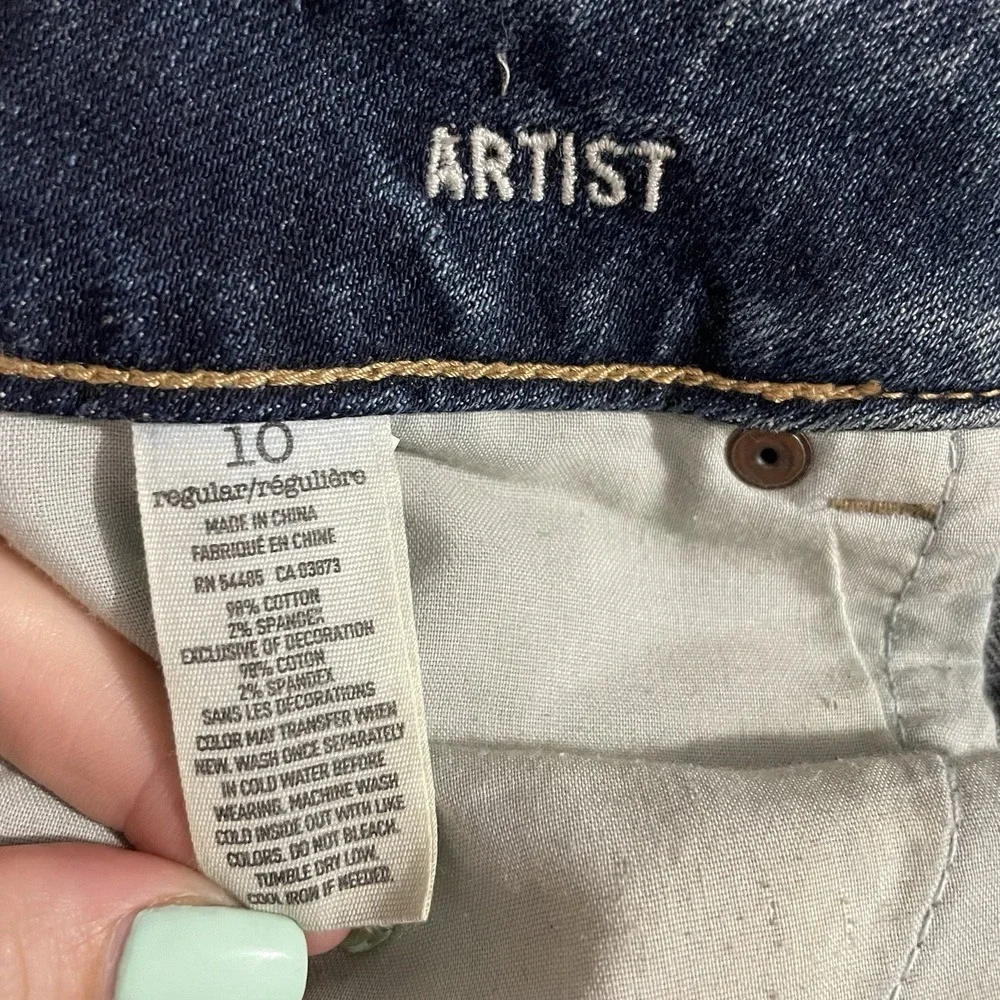 ARTIST
10
regular/régulière
MADE IN CHINA
FABRIQUÉ EN CHINE
RN 54485 CA 03873
98% COTTON
2% SPANDEX
EXCLUSIVE OF DECORATION
98% COTON
2% SPANDEX
SANS LES DECORATIONS
COLOR MAY TRANSFER WHEN
NEW. WASH ONCE SEPARATELY
IN COLD WATER BEFORE
WEARING. MACHINE WASH
COLD INSIDE OUT WITH LIKE
COLORS. DO NOT BLEACH.
TUMBLE DRY LOW.
COOL IRON IF NEEDED.